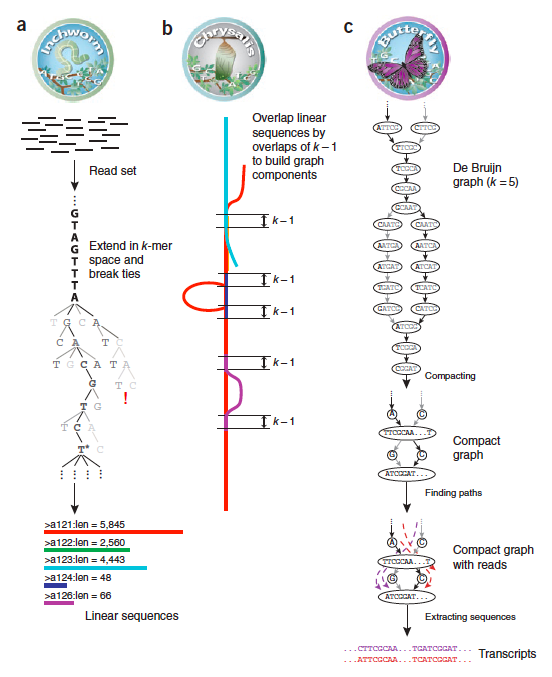 a
Inchworm
Read set
G
T
A
G
T
T
T
A
Extend in k-mer
space and
break ties
T G C A
C A T C
T G C A T A
G T C
!
T G
T C A
T* C
>a121:len = 5,845
>a122:len = 2,560
>a123:len = 4,443
>a124:len = 48
>a126:len = 66
Linear sequences
b
Chrysalis
Overlap linear
sequences by
overlaps of k – 1
to build graph
components
k – 1
k – 1
k – 1
k – 1
k – 1
c
Butterfly
ATTCG CTTCG
TTCGC
TCGCA
CGCAA
GCAAT
CAATG CAATC
AATGA AATCA
ATGAT ATCAT
TGATC TCATC
GATCG CATCG
ATCGG
TCGGA
CGGAT
De Bruijn
graph (k = 5)
Compacting
A C
TTCGCAA...T
G C
ATCGGAT...
Compact
graph
Finding paths
A C
TTCGCAA...T
G C
ATCGGAT...
Compact graph
with reads
Extracting sequences
...CTTCGCAA...TGATCGGAT...
...ATTCGCAA...TCATCGGAT...
Transcripts